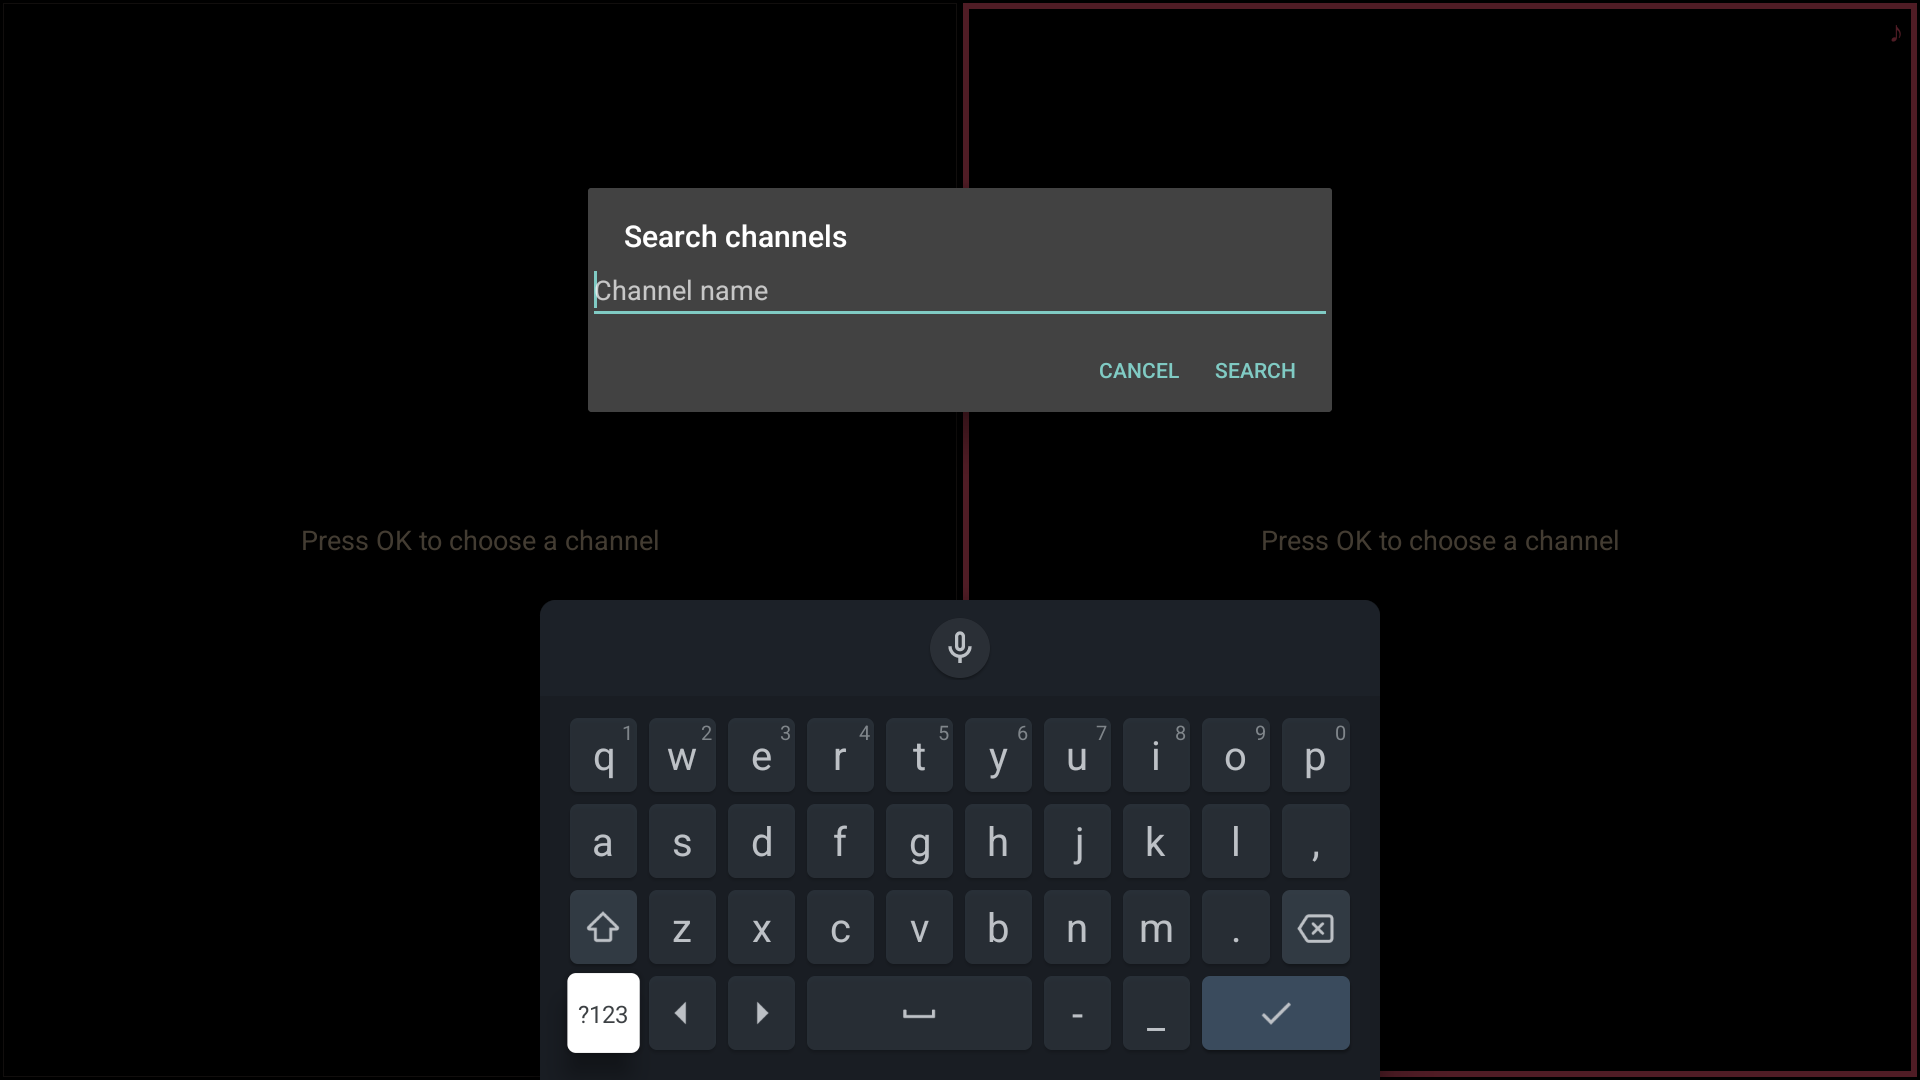 ♪
Search channels
Channel name
CANCEL SEARCH
Press OK to choose a channel
Press OK to choose a channel
q 1 w 2 e 3 r 4 t 5 y 6 u 7 i 8 o 9 p 0
a s d f g h j k l ,
z x c v b n m .
?123 - _